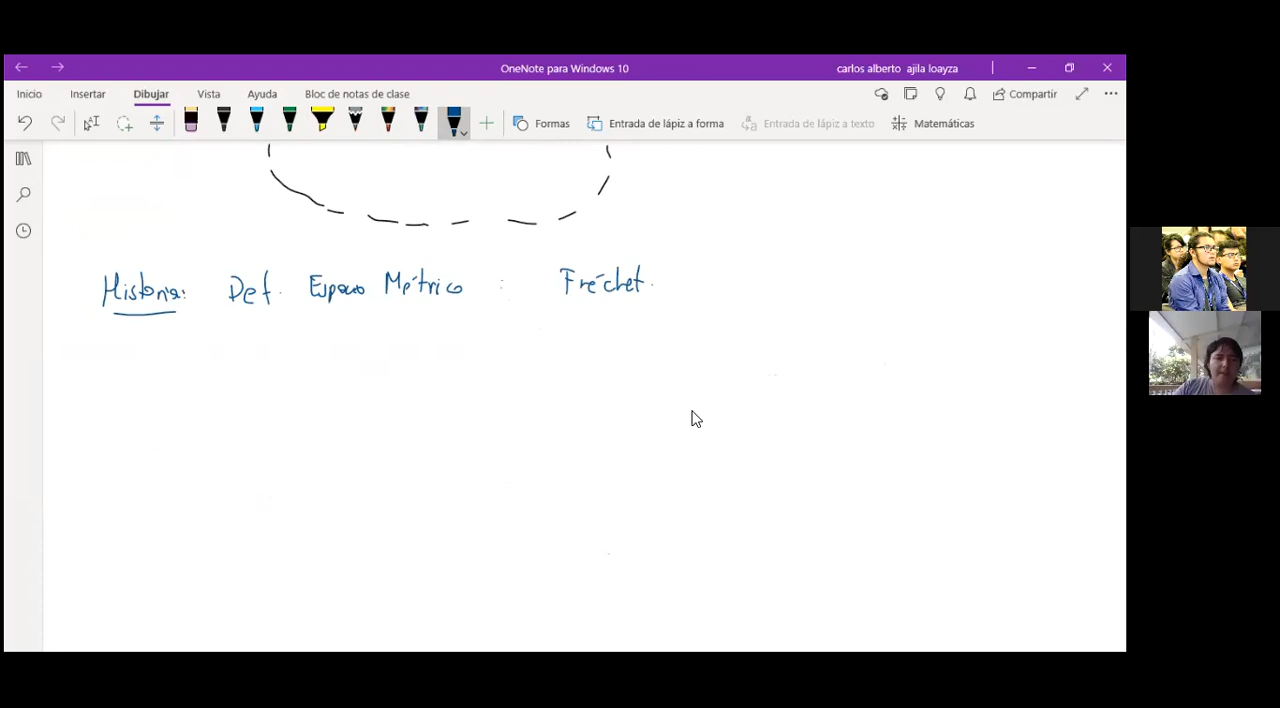 OneNote para Windows 10
carlos alberto ajila loayza
Inicio Insertar Dibujar Vista Ayuda Bloc de notas de clase
Compartir
Formas Entrada de lápiz a forma Entrada de lápiz a texto Matemáticas
Historia: Def. Espacio Métrico : Fréchet.